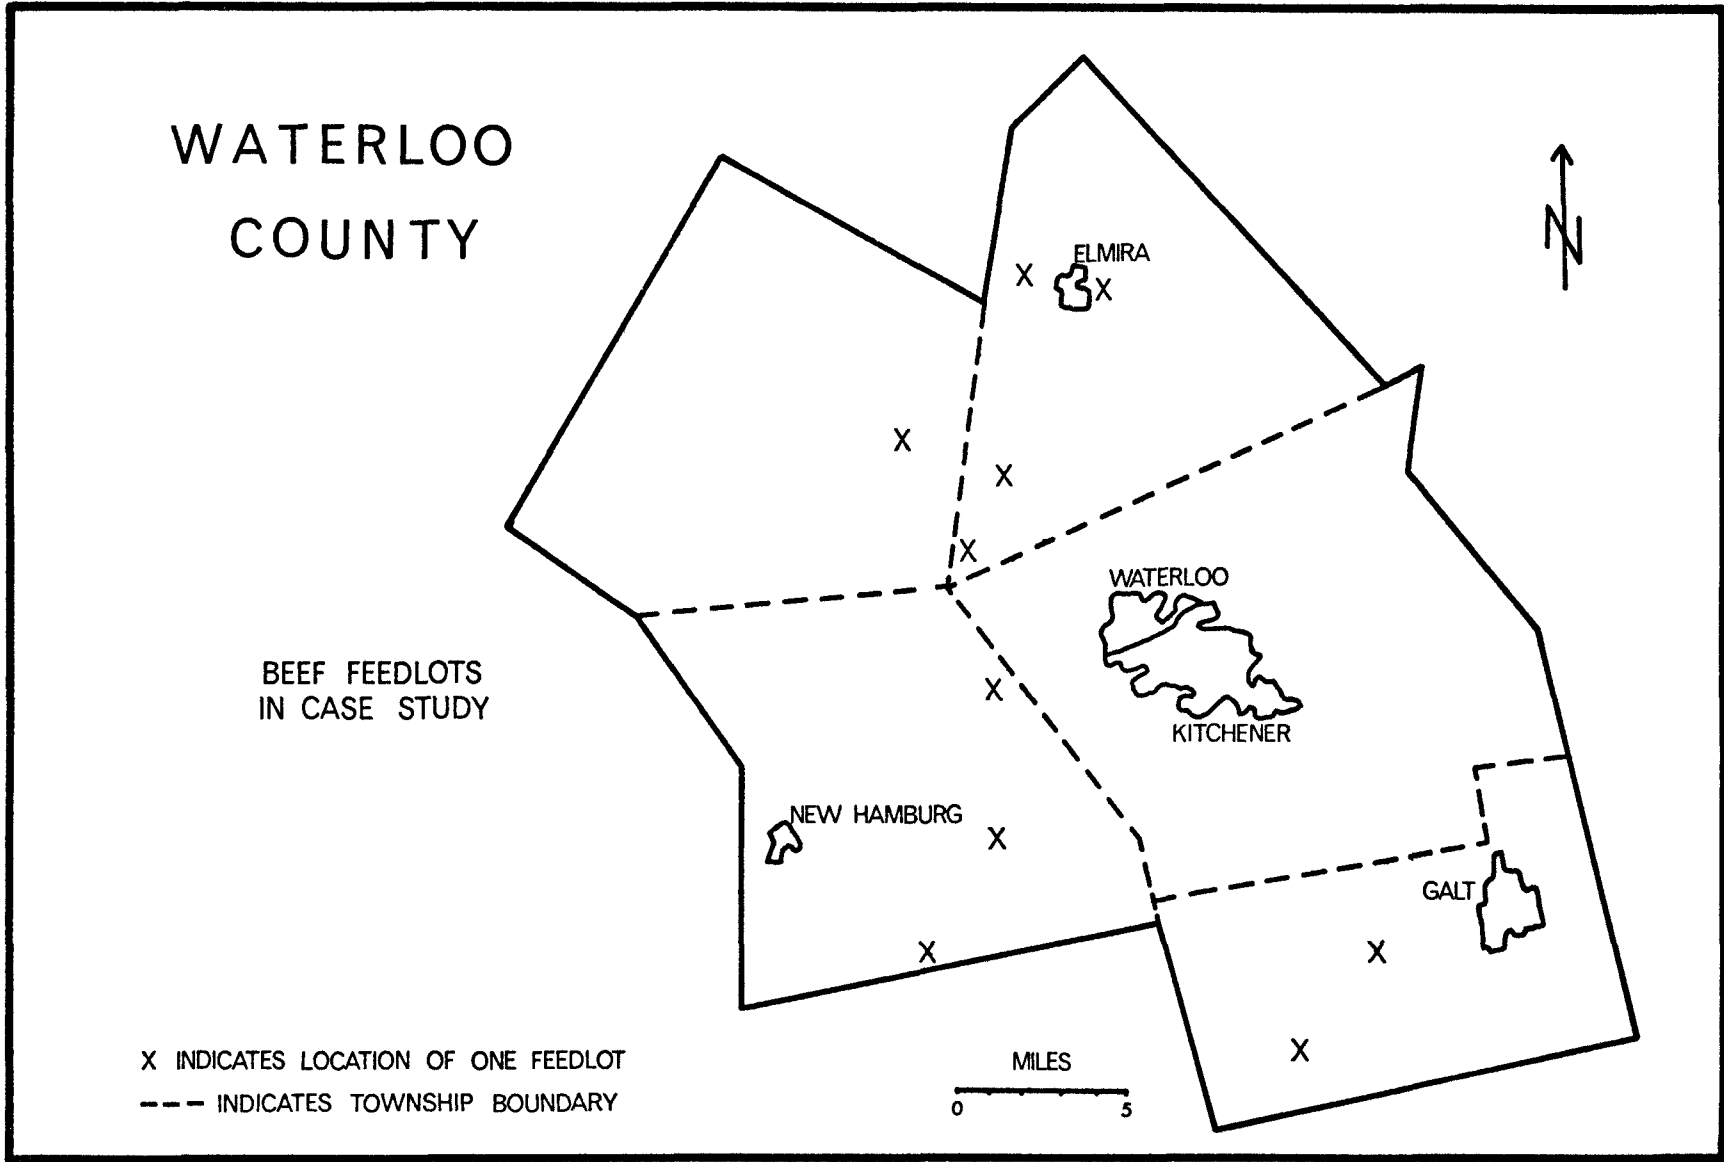 WATERLOO
COUNTY
N
ELMIRA
X
X
X
X
X
WATERLOO
BEEF FEEDLOTS
IN CASE STUDY
X
KITCHENER
NEW HAMBURG
X
GALT
X
X
X
X INDICATES LOCATION OF ONE FEEDLOT
--- INDICATES TOWNSHIP BOUNDARY
MILES
0 5